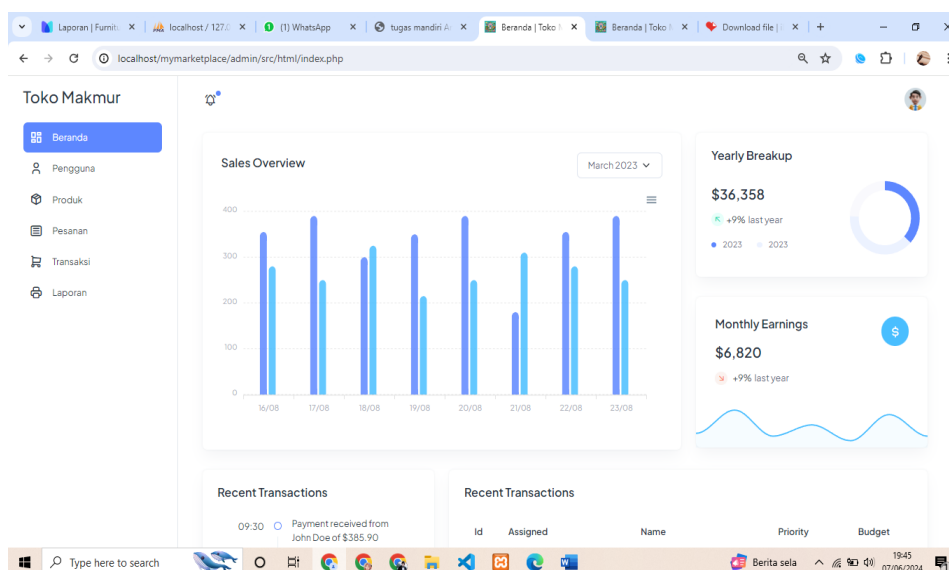 Laporan | Furnit
localhost / 127.0
(1) WhatsApp
tugas mandiri A
Beranda | Toko
Beranda | Toko
Download file |
localhost/mymarketplace/admin/src/html/index.php
Toko Makmur
Beranda
Pengguna
Produk
Pesanan
Transaksi
Laporan
Sales Overview
March 2023
400
300
200
100
0
16/08 17/08 18/08 19/08 20/08 21/08 22/08 23/08
Yearly Breakup
$36,358
+9% last year
2023 2023
Monthly Earnings
$
$6,820
+9% last year
Recent Transactions
09:30 Payment received from
John Doe of $385.90
Recent Transactions
Id Assigned Name Priority Budget
Type here to search
Berita sela
19:45
07/06/2024